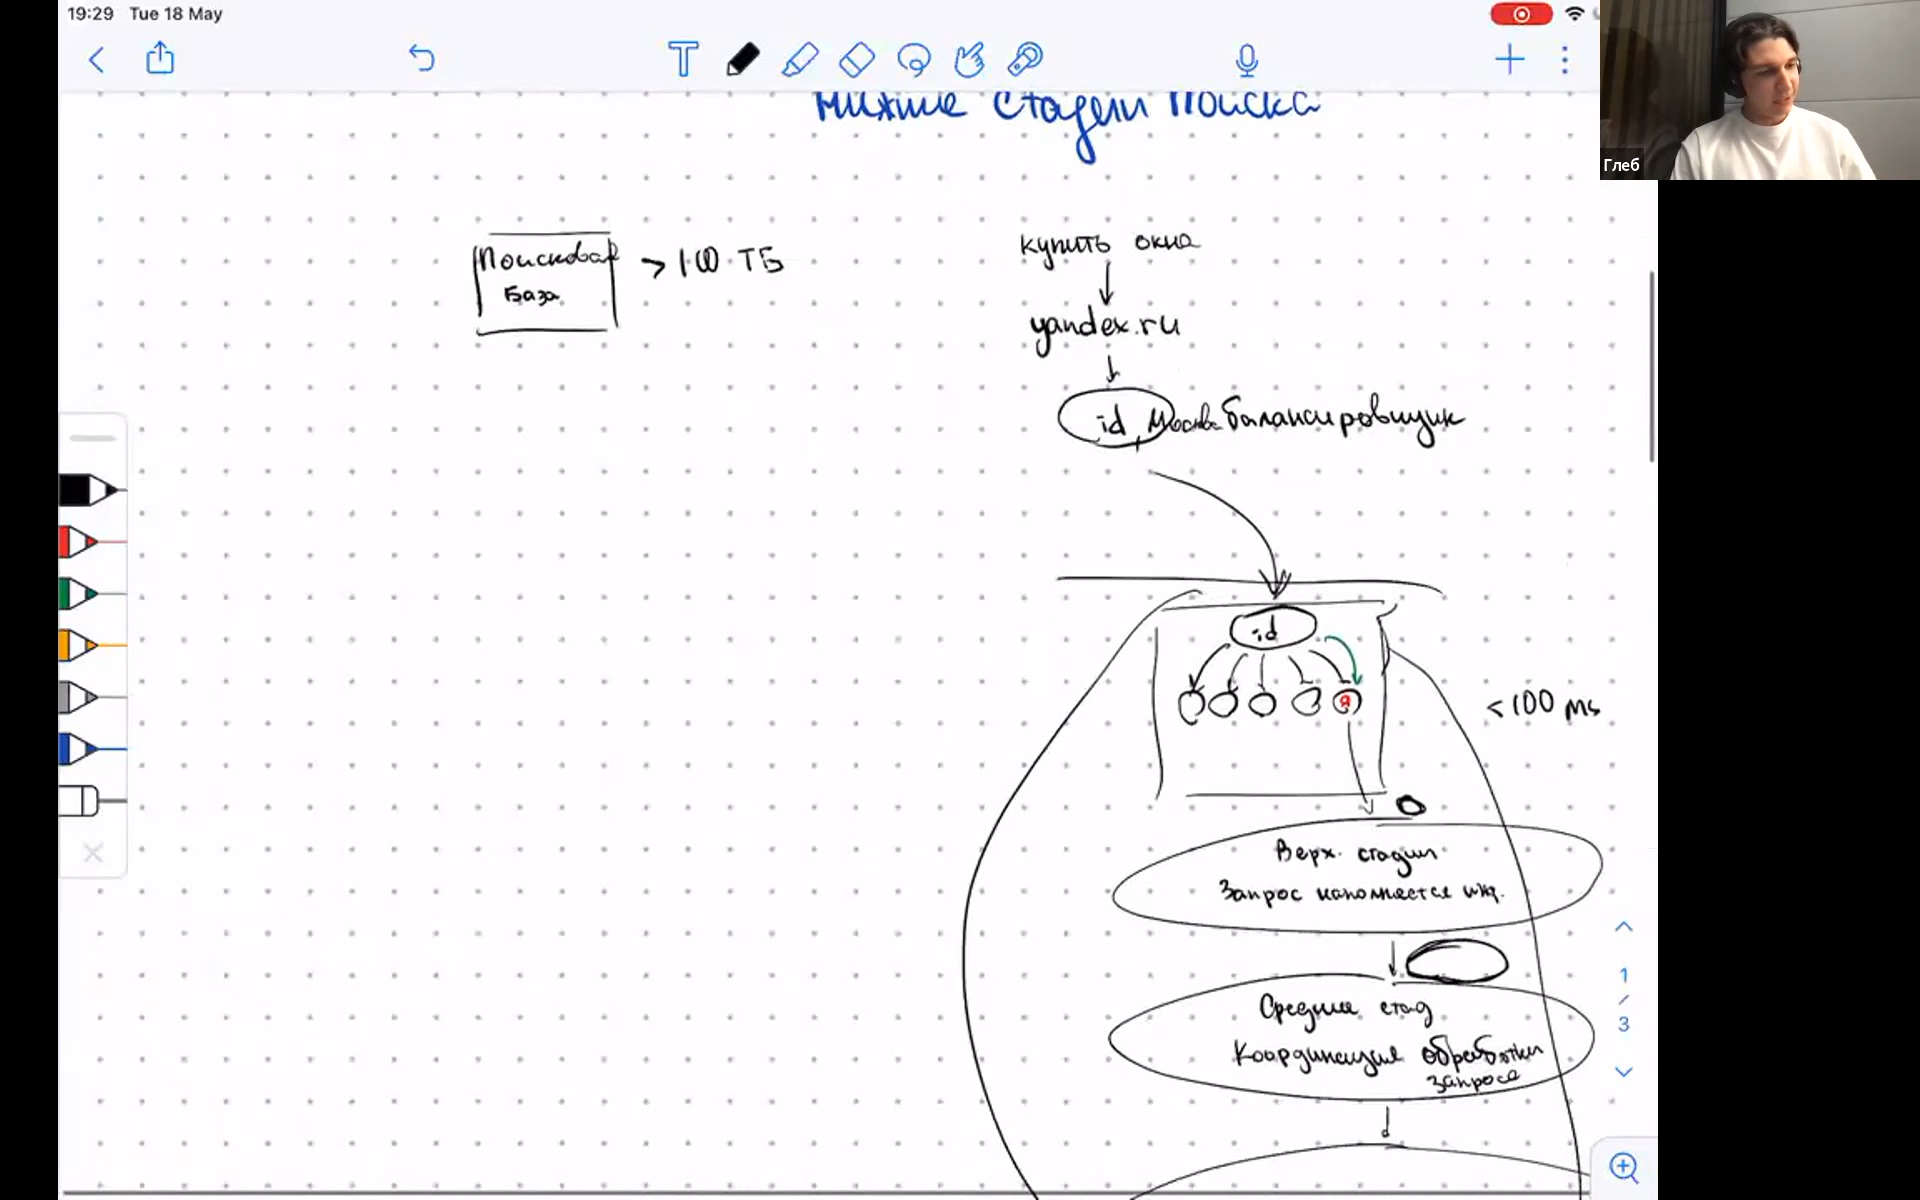 19:29 Tue 18 May
Глеб
Нижние стадии Поиска
Поисковая
База
> 100 ТБ
купить окна
yandex.ru
id, Москва балансировщик
id
я
< 100 ms
Верх. стадии
Запрос наполняется инф.
Средние стад
Координация обработки
запроса
1
/
3